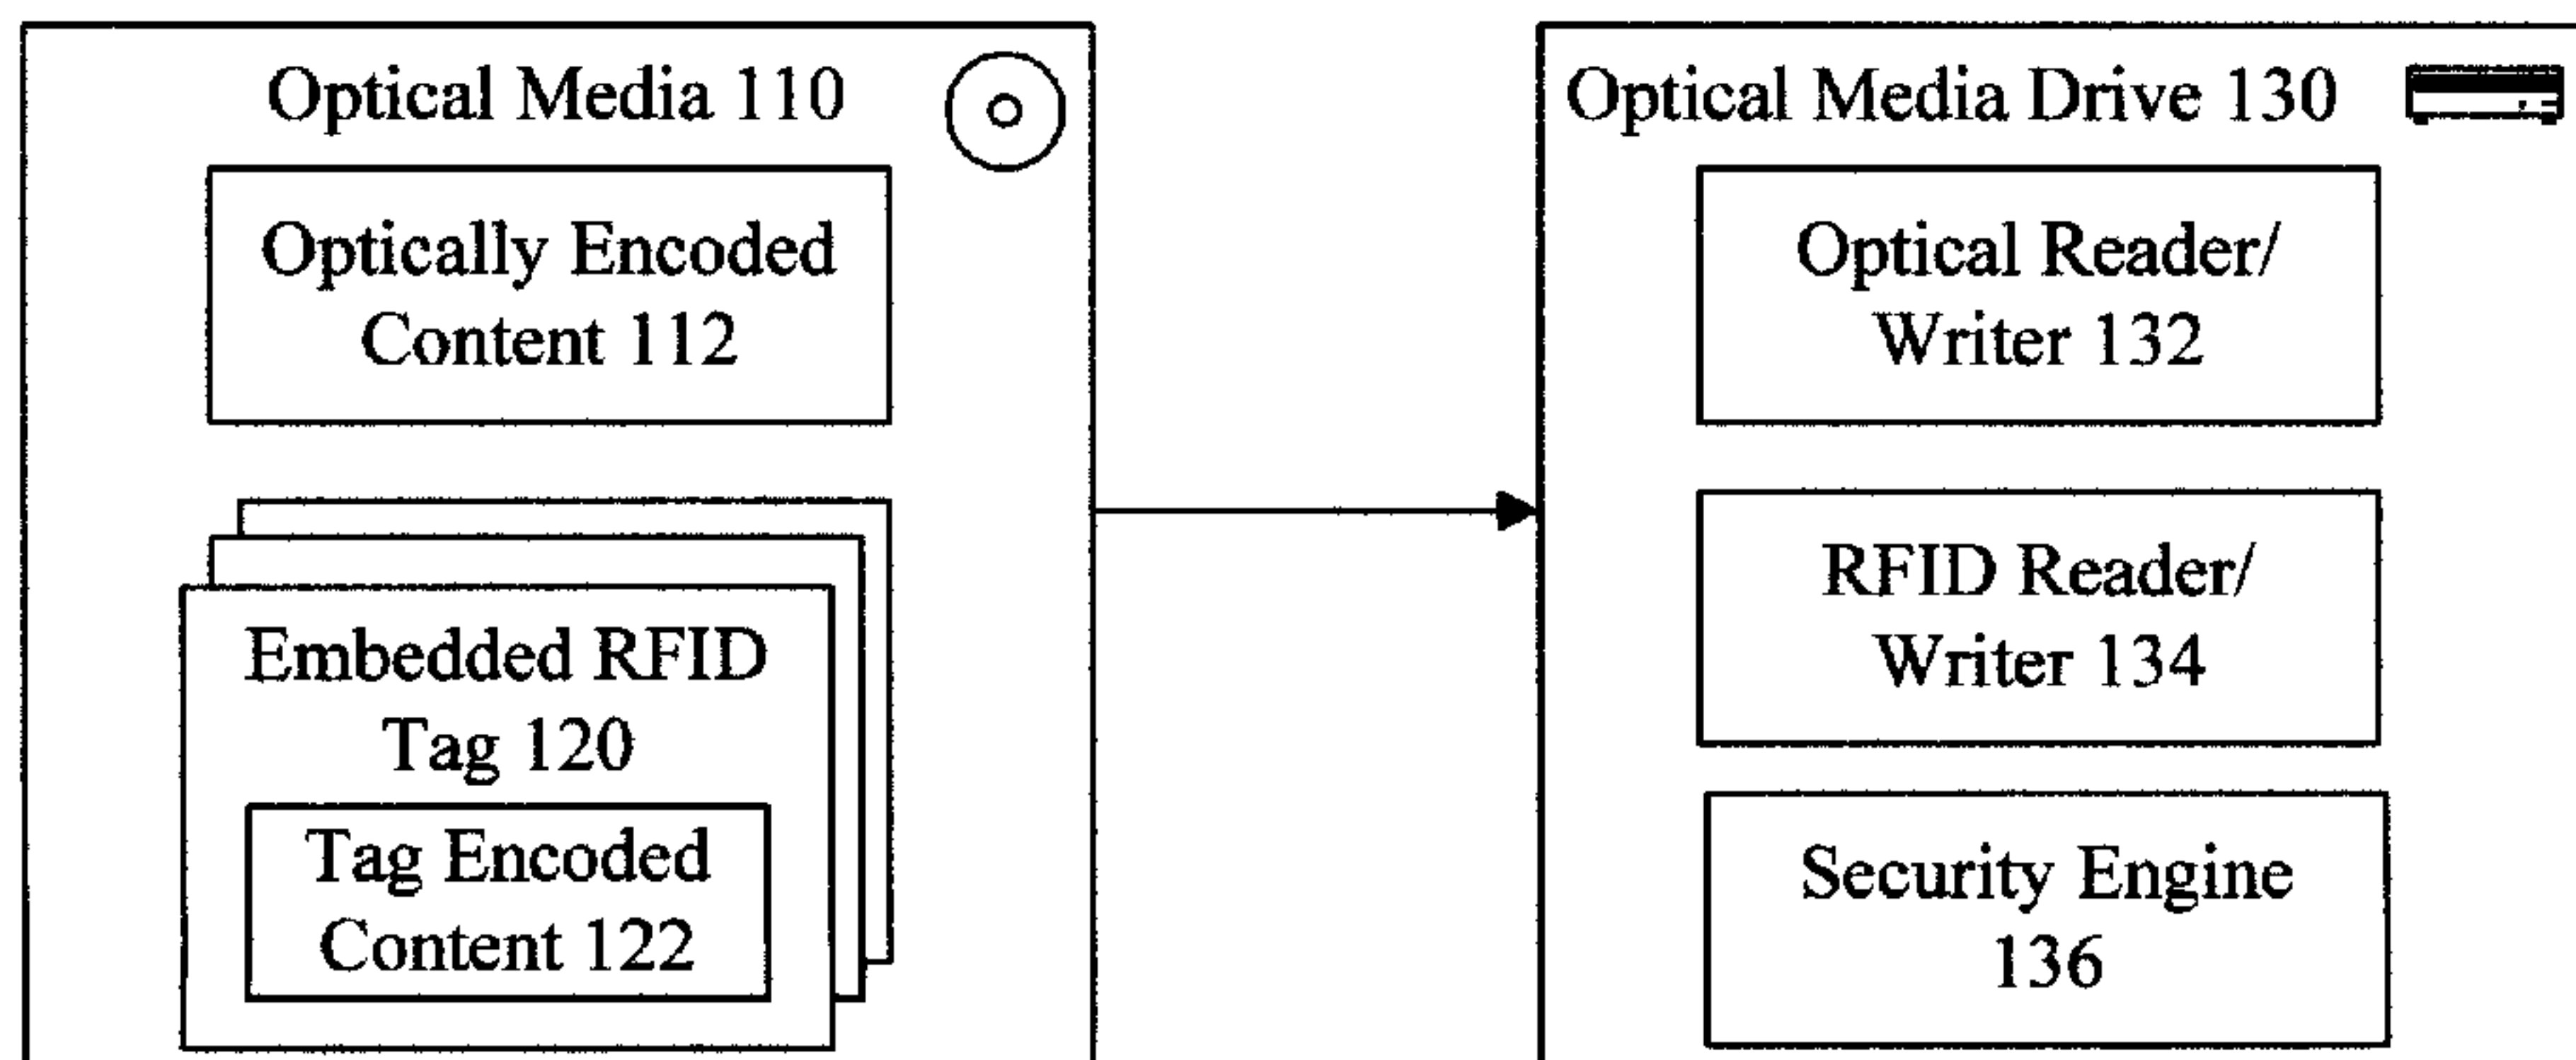 Optical Media 110
Optically Encoded
Content 112
Embedded RFID
Tag 120
Tag Encoded
Content 122
Optical Media Drive 130
Optical Reader/
Writer 132
RFID Reader/
Writer 134
Security Engine
136